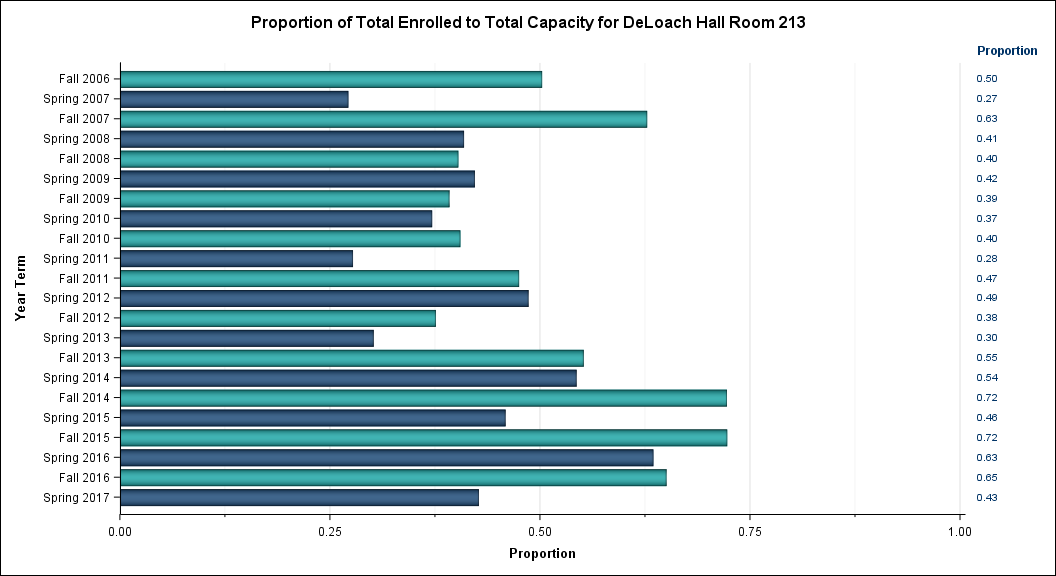 Proportion of Total Enrolled to Total Capacity for DeLoach Hall Room 213
Proportion
Fall 2006 0.50
Spring 2007 0.27
Fall 2007 0.63
Spring 2008 0.41
Fall 2008 0.40
Spring 2009 0.42
Fall 2009 0.39
Spring 2010 0.37
Fall 2010 0.40
Spring 2011 0.28
Fall 2011 0.47
Spring 2012 0.49
Fall 2012 0.38
Spring 2013 0.30
Fall 2013 0.55
Spring 2014 0.54
Fall 2014 0.72
Spring 2015 0.46
Fall 2015 0.72
Spring 2016 0.63
Fall 2016 0.65
Spring 2017 0.43
Year Term
0.00 0.25 0.50 0.75 1.00
Proportion